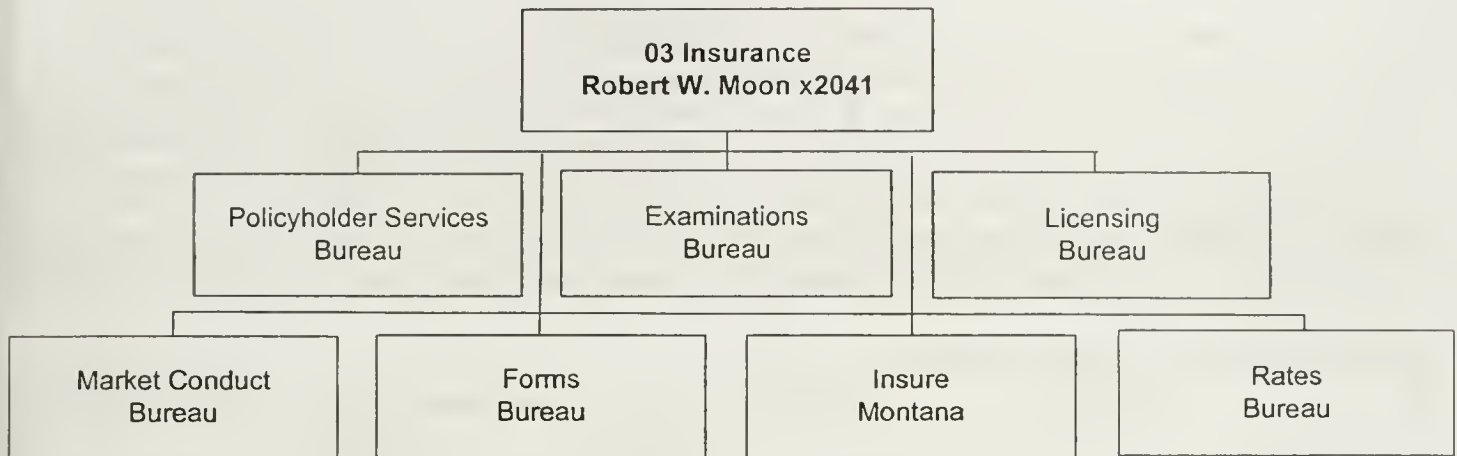 03 Insurance
Robert W. Moon x2041
Policyholder Services
Bureau
Examinations
Bureau
Licensing
Bureau
Market Conduct
Bureau
Forms
Bureau
Insure
Montana
Rates
Bureau